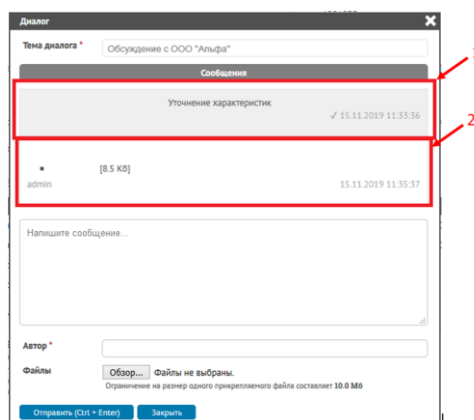 Диалог
Тема диалога * Обсуждение с ООО "Альфа"
Сообщения
Уточнение характеристик
✓ 15.11.2019 11:33:36
[8.5 Кб]
admin 15.11.2019 11:35:37
2
Напишите сообщение...
Автор *
Файлы Обзор... Файлы не выбраны.
Ограничение на размер одного прикрепляемого файла составляет 10.0 Мб
Отправить (Ctrl + Enter) Закрыть